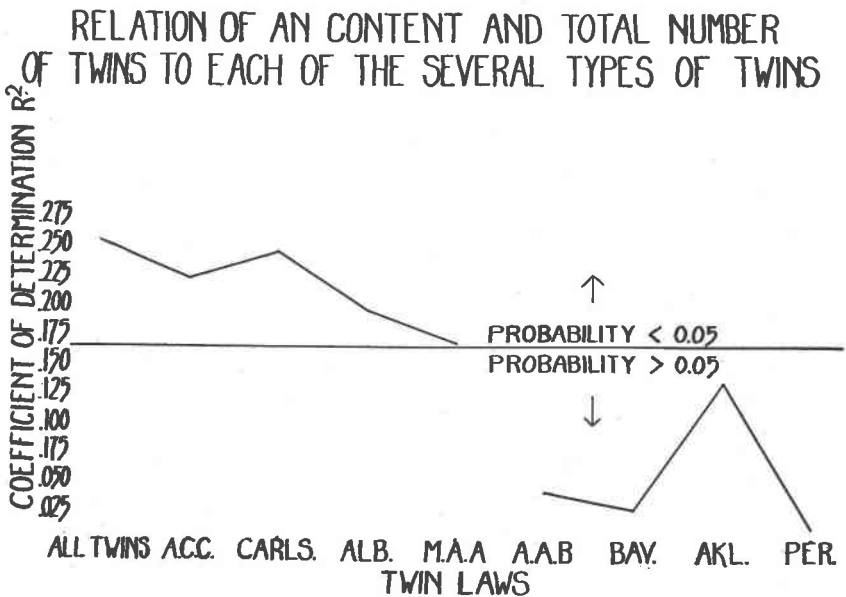 RELATION OF AN CONTENT AND TOTAL NUMBER
OF TWINS TO EACH OF THE SEVERAL TYPES OF TWINS
COEFFICIENT OF DETERMINATION R²
.275
.250
.225
.200
.175
.150
.125
.100
.175
.050
.025
PROBABILITY < 0.05
PROBABILITY > 0.05
ALL TWINS A.C.C. CARLS. ALB. M.A.A A.A.B BAV. AKL. PER.
TWIN LAWS